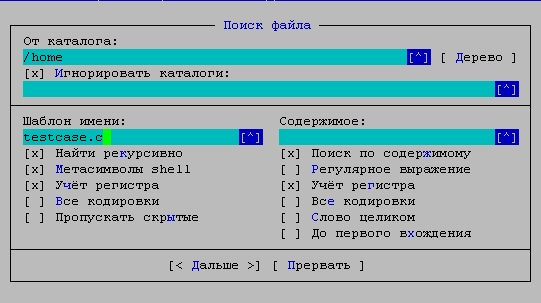 Поиск файла
От каталога:
/home [^] [ Дерево ]
[x] Игнорировать каталоги:
[^]
Шаблон имени: Содержимое:
testcase.c [^] [^]
[x] Найти рекурсивно [x] Поиск по содержимому
[x] Метасимволы shell [ ] Регулярное выражение
[x] Учёт регистра [x] Учёт регистра
[ ] Все кодировки [ ] Все кодировки
[ ] Пропускать скрытые [ ] Слово целиком
[ ] До первого вхождения
[< Дальше >] [ Прервать ]